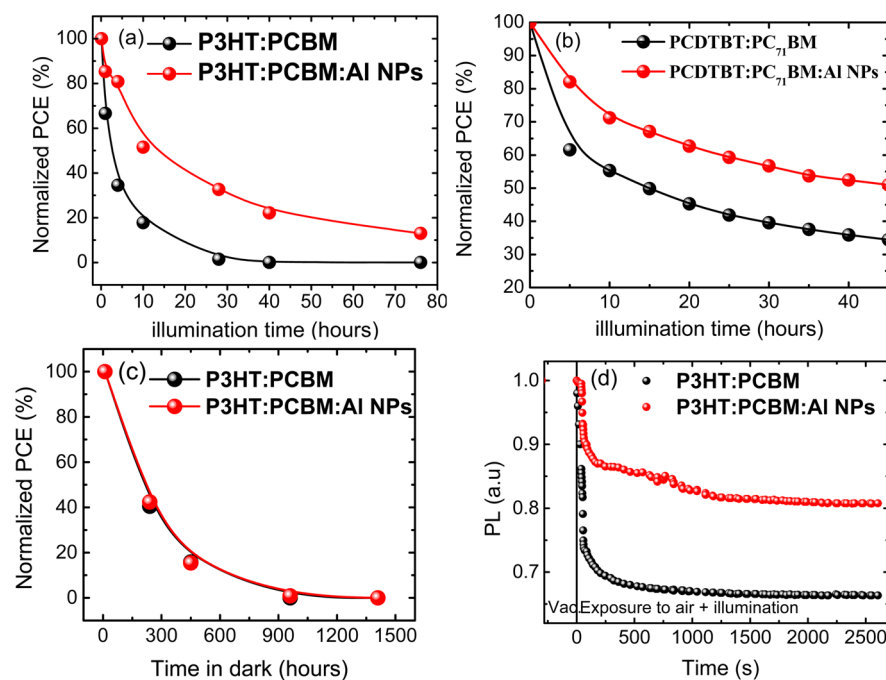 (a)
P3HT:PCBM
P3HT:PCBM:Al NPs
Normalized PCE (%)
100
80
60
40
20
0
0 10 20 30 40 50 60 70 80
illumination time (hours)
(b)
PCDTBT:PC71BM
PCDTBT:PC71BM:Al NPs
Normalized PCE (%)
100
90
80
70
60
50
40
30
20
0 10 20 30 40
illlumination time (hours)
(c)
P3HT:PCBM
P3HT:PCBM:Al NPs
Normalized PCE (%)
100
80
60
40
20
0
0 300 600 900 1200 1500
Time in dark (hours)
(d)
P3HT:PCBM
P3HT:PCBM:Al NPs
PL (a.u)
1.0
0.9
0.8
0.7
Vac. Exposure to air + illumination
0 500 1000 1500 2000 2500
Time (s)